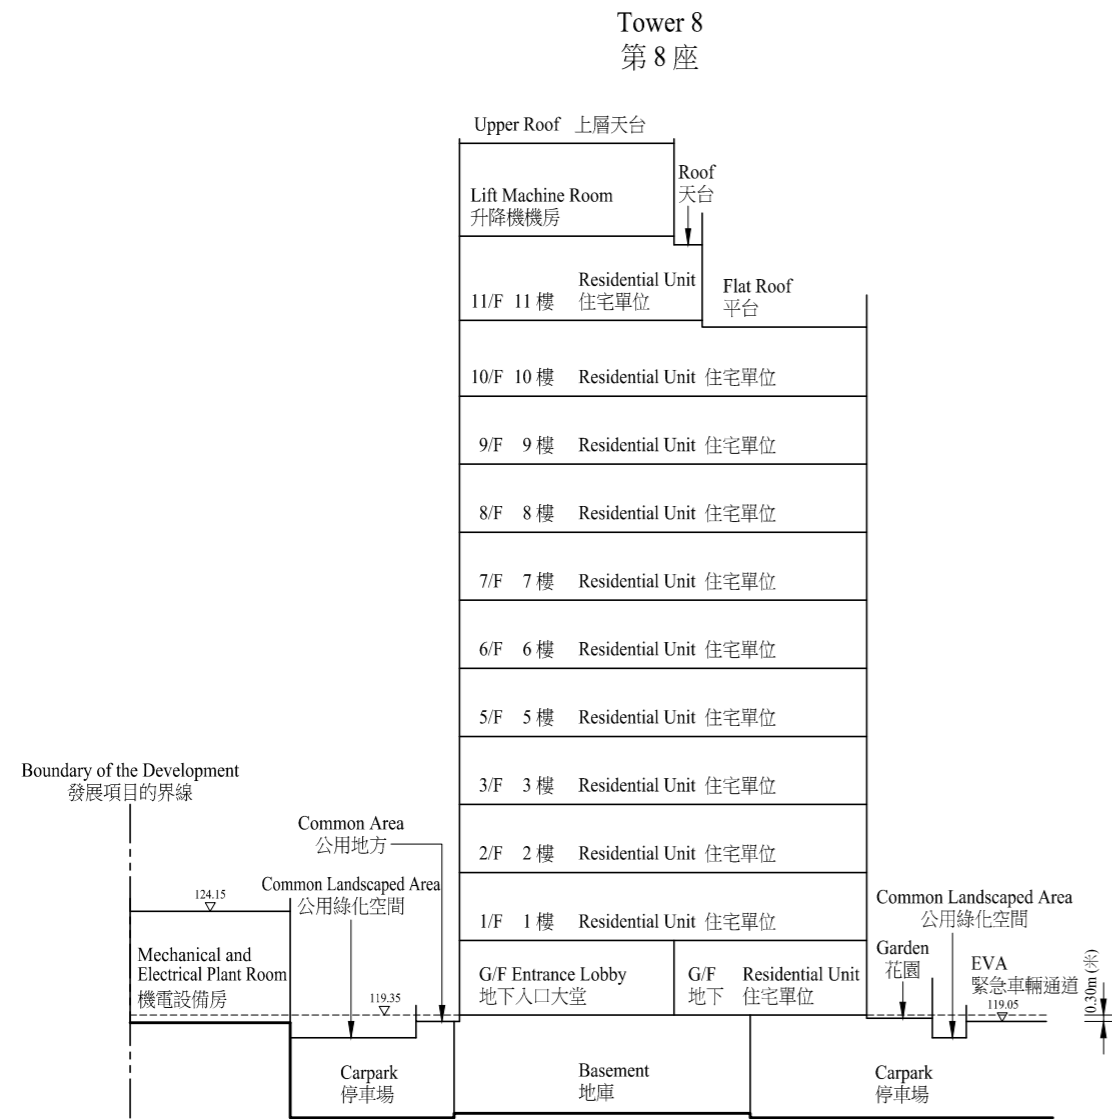 Tower 8
第 8 座
Upper Roof 上層天台
Roof
天台
Lift Machine Room
升降機機房
Residential Unit
11/F 11 樓 住宅單位
Flat Roof
平台
10/F 10 樓 Residential Unit 住宅單位
9/F 9 樓 Residential Unit 住宅單位
8/F 8 樓 Residential Unit 住宅單位
7/F 7 樓 Residential Unit 住宅單位
6/F 6 樓 Residential Unit 住宅單位
5/F 5 樓 Residential Unit 住宅單位
3/F 3 樓 Residential Unit 住宅單位
2/F 2 樓 Residential Unit 住宅單位
1/F 1 樓 Residential Unit 住宅單位
Boundary of the Development
發展項目的界線
Common Area
公用地方
Common Landscaped Area
公用綠化空間
124.15
Mechanical and
Electrical Plant Room
機電設備房
119.35
G/F Entrance Lobby
地下入口大堂
G/F Residential Unit
地下 住宅單位
Common Landscaped Area
公用綠化空間
Garden
花園
EVA
緊急車輛通道
119.05
0.30m (米)
Carpark
停車場
Basement
地庫
Carpark
停車場